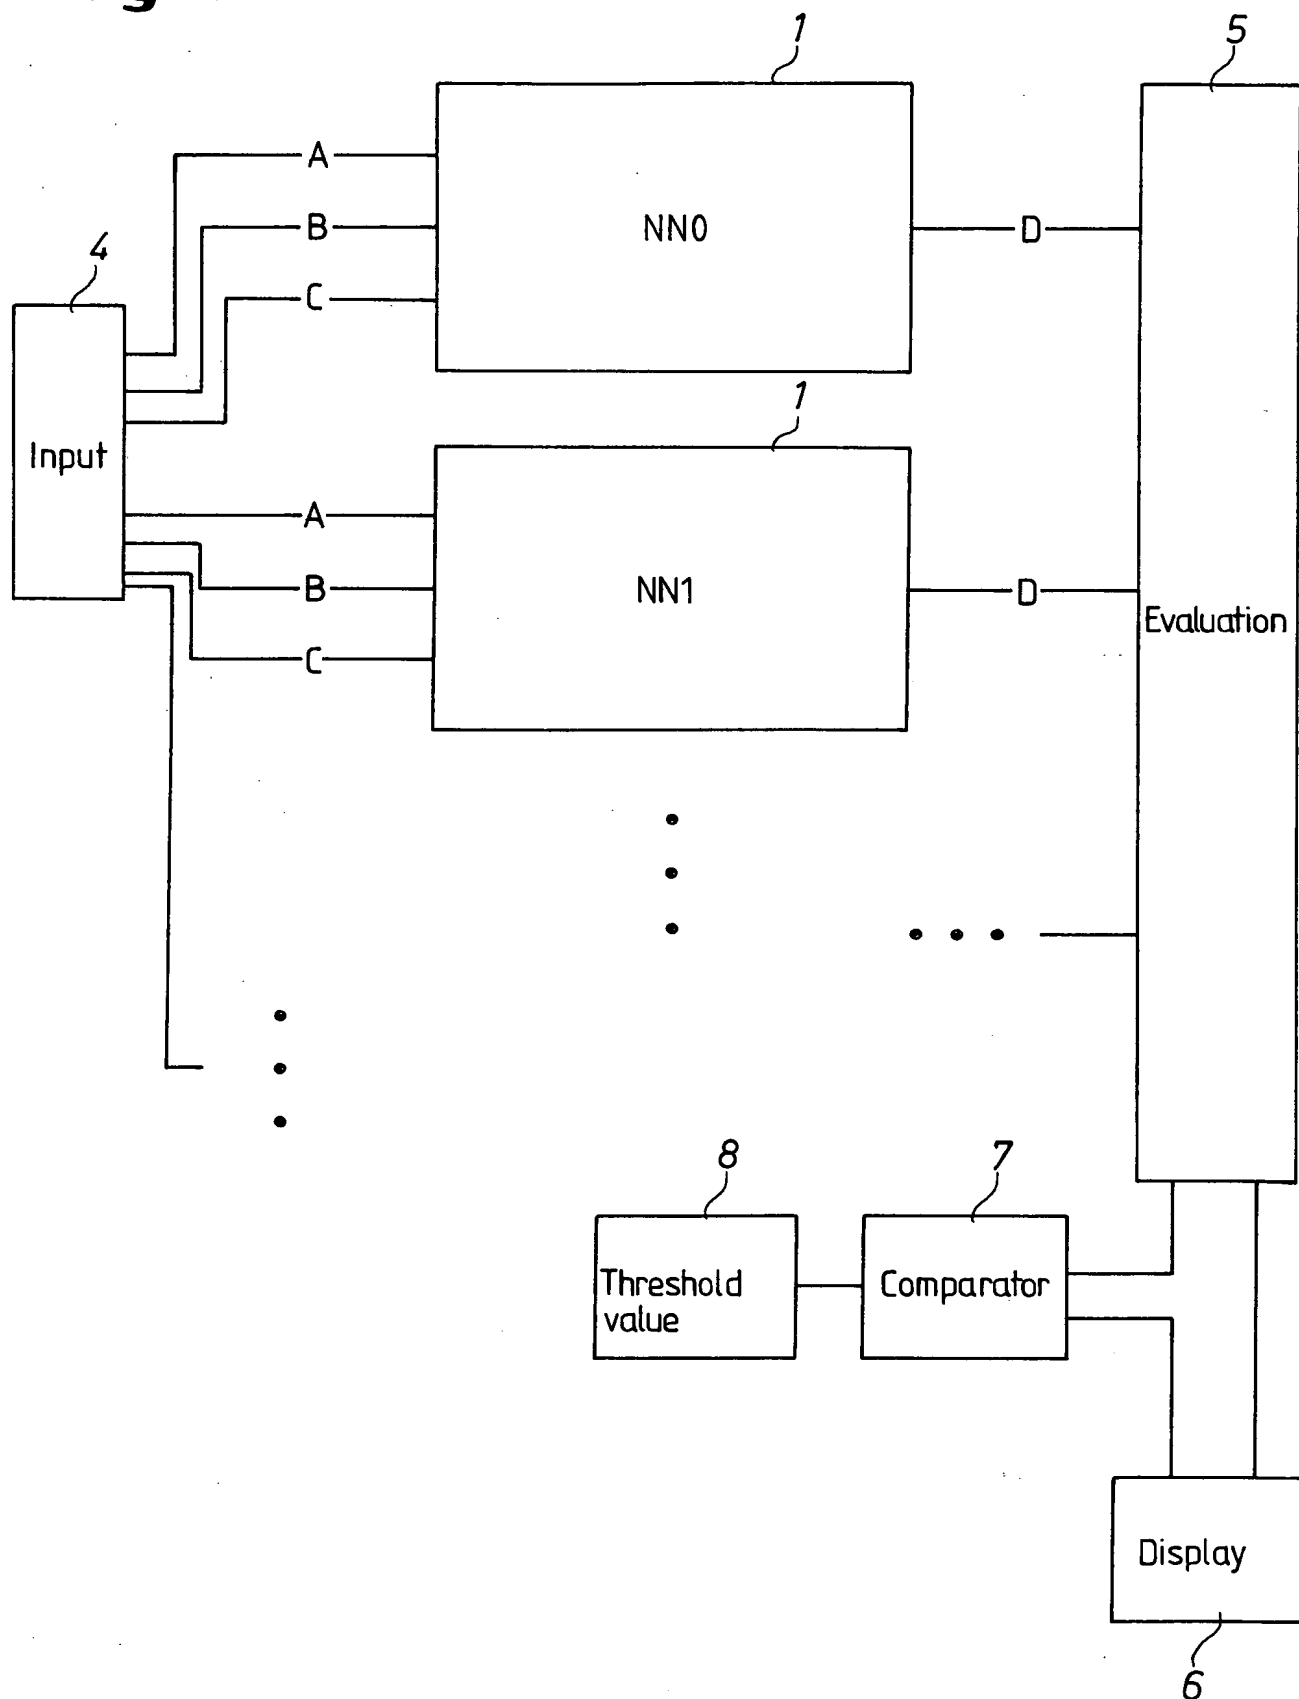 1
5
A
B
NN0
D
4
C
1
Input
A
B
NN1
D
Evaluation
C
8
7
Threshold
value
Comparator
Display
6